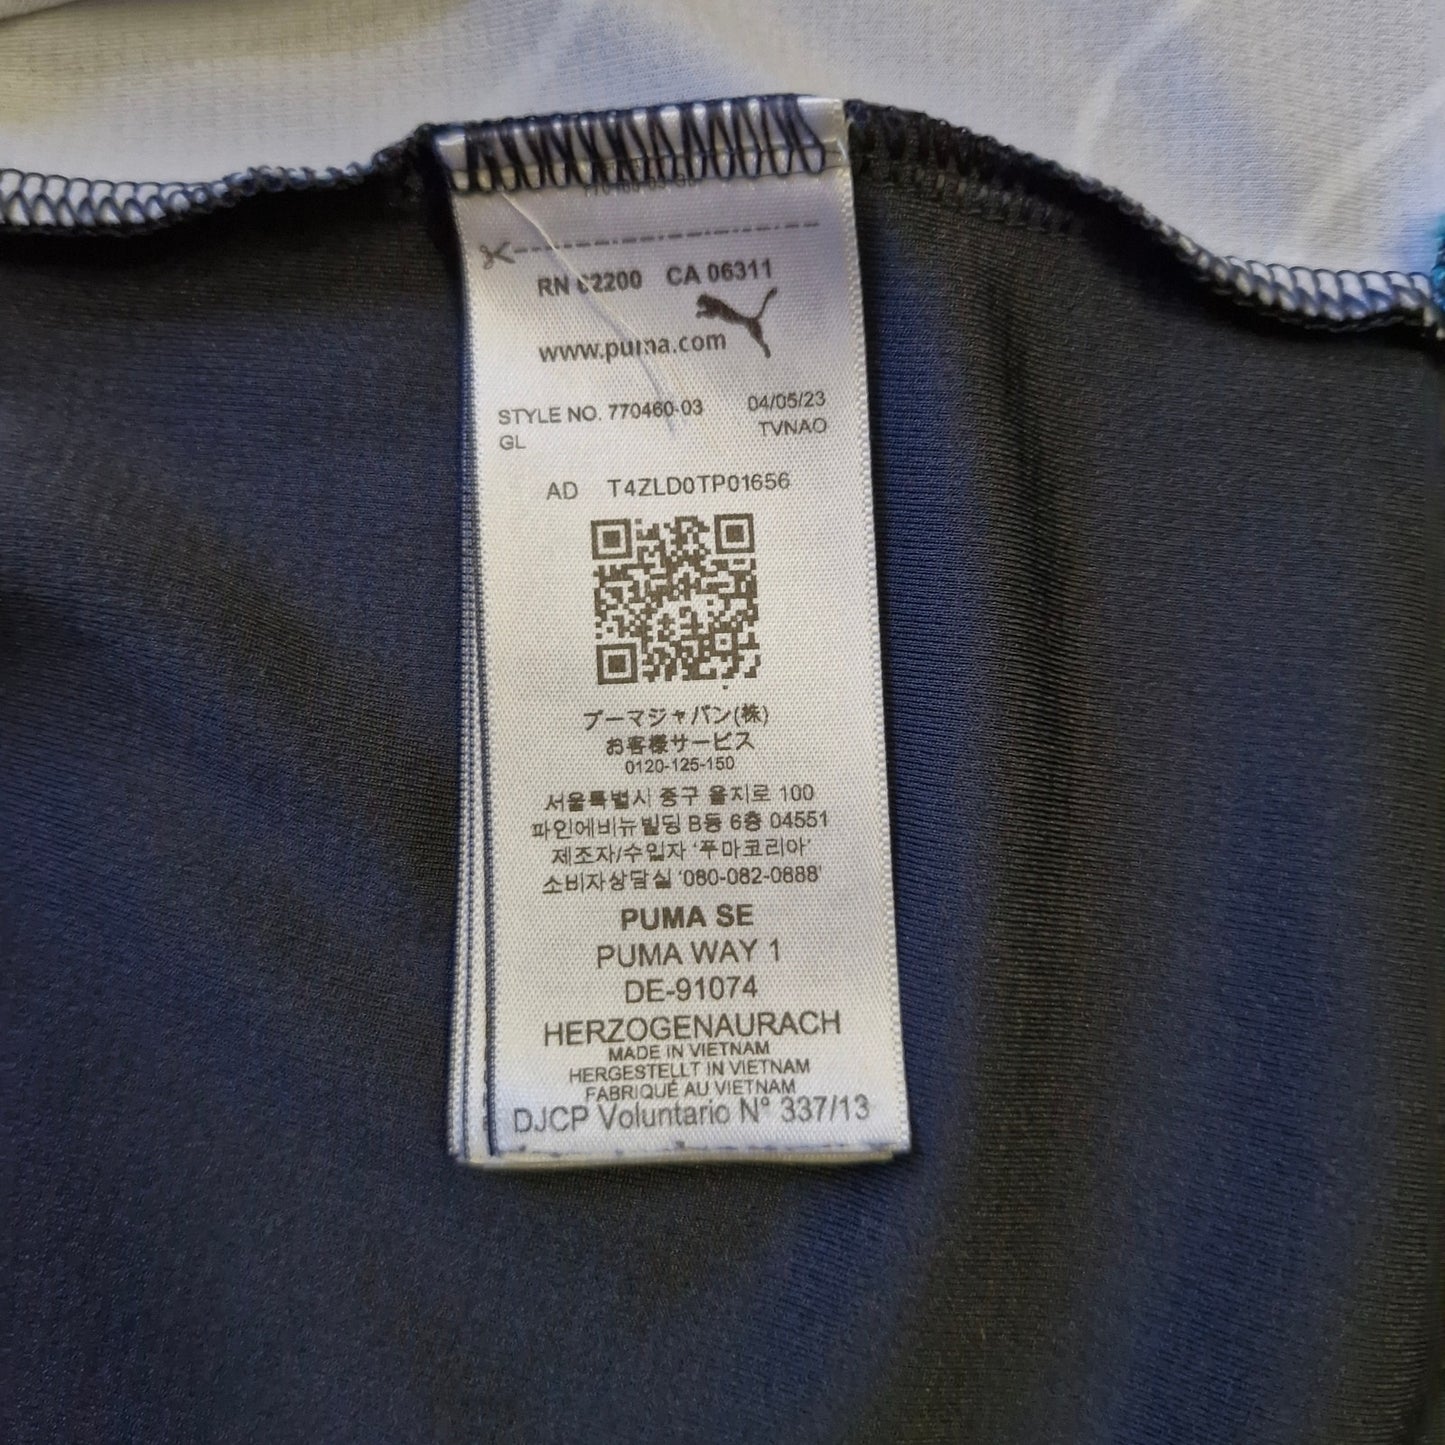 RN 62200 CA 06311
www.puma.com
STYLE NO. 770460-03 04/05/23
GL TVNAO
AD T4ZLD0TP01656
プーマジャパン(株)
お客様サービス
0120-125-150
서울특별시 중구 을지로 100
파인에비뉴빌딩 B동 6층 04551
제조자/수입자 '푸마코리아'
소비자상담실 '080-082-0888'
PUMA SE
PUMA WAY 1
DE-91074
HERZOGENAURACH
MADE IN VIETNAM
HERGESTELLT IN VIETNAM
FABRIQUÉ AU VIETNAM
DJCP Voluntario N° 337/13